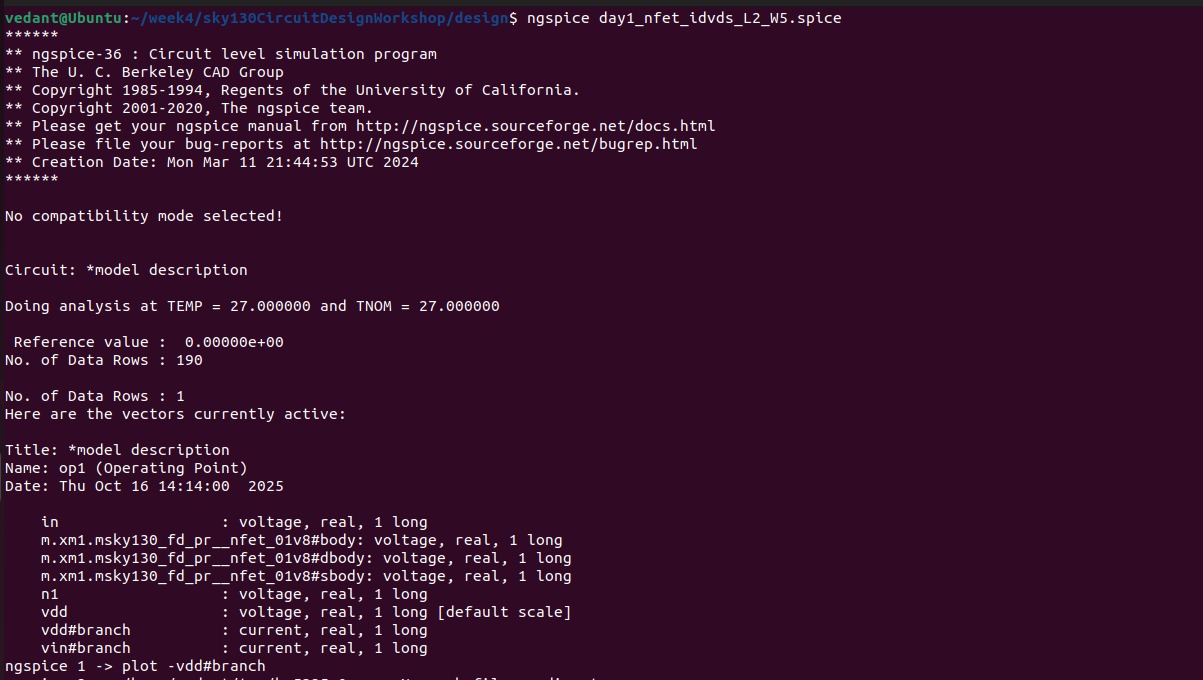 vedant@Ubuntu:~/week4/sky130CircuitDesignWorkshop/design$ ngspice day1_nfet_idvds_L2_W5.spice
******
** ngspice-36 : Circuit level simulation program
** The U. C. Berkeley CAD Group
** Copyright 1985-1994, Regents of the University of California.
** Copyright 2001-2020, The ngspice team.
** Please get your ngspice manual from http://ngspice.sourceforge.net/docs.html
** Please file your bug-reports at http://ngspice.sourceforge.net/bugrep.html
** Creation Date: Mon Mar 11 21:44:53 UTC 2024
******
No compatibility mode selected!
Circuit: *model description
Doing analysis at TEMP = 27.000000 and TNOM = 27.000000
Reference value :  0.00000e+00
No. of Data Rows : 190
No. of Data Rows : 1
Here are the vectors currently active:
Title: *model description
Name: op1 (Operating Point)
Date: Thu Oct 16 14:14:00  2025
in                  : voltage, real, 1 long
m.xm1.msky130_fd_pr__nfet_01v8#body: voltage, real, 1 long
m.xm1.msky130_fd_pr__nfet_01v8#dbody: voltage, real, 1 long
m.xm1.msky130_fd_pr__nfet_01v8#sbody: voltage, real, 1 long
n1                  : voltage, real, 1 long
vdd                 : voltage, real, 1 long [default scale]
vdd#branch          : current, real, 1 long
vin#branch          : current, real, 1 long
ngspice 1 -> plot -vdd#branch